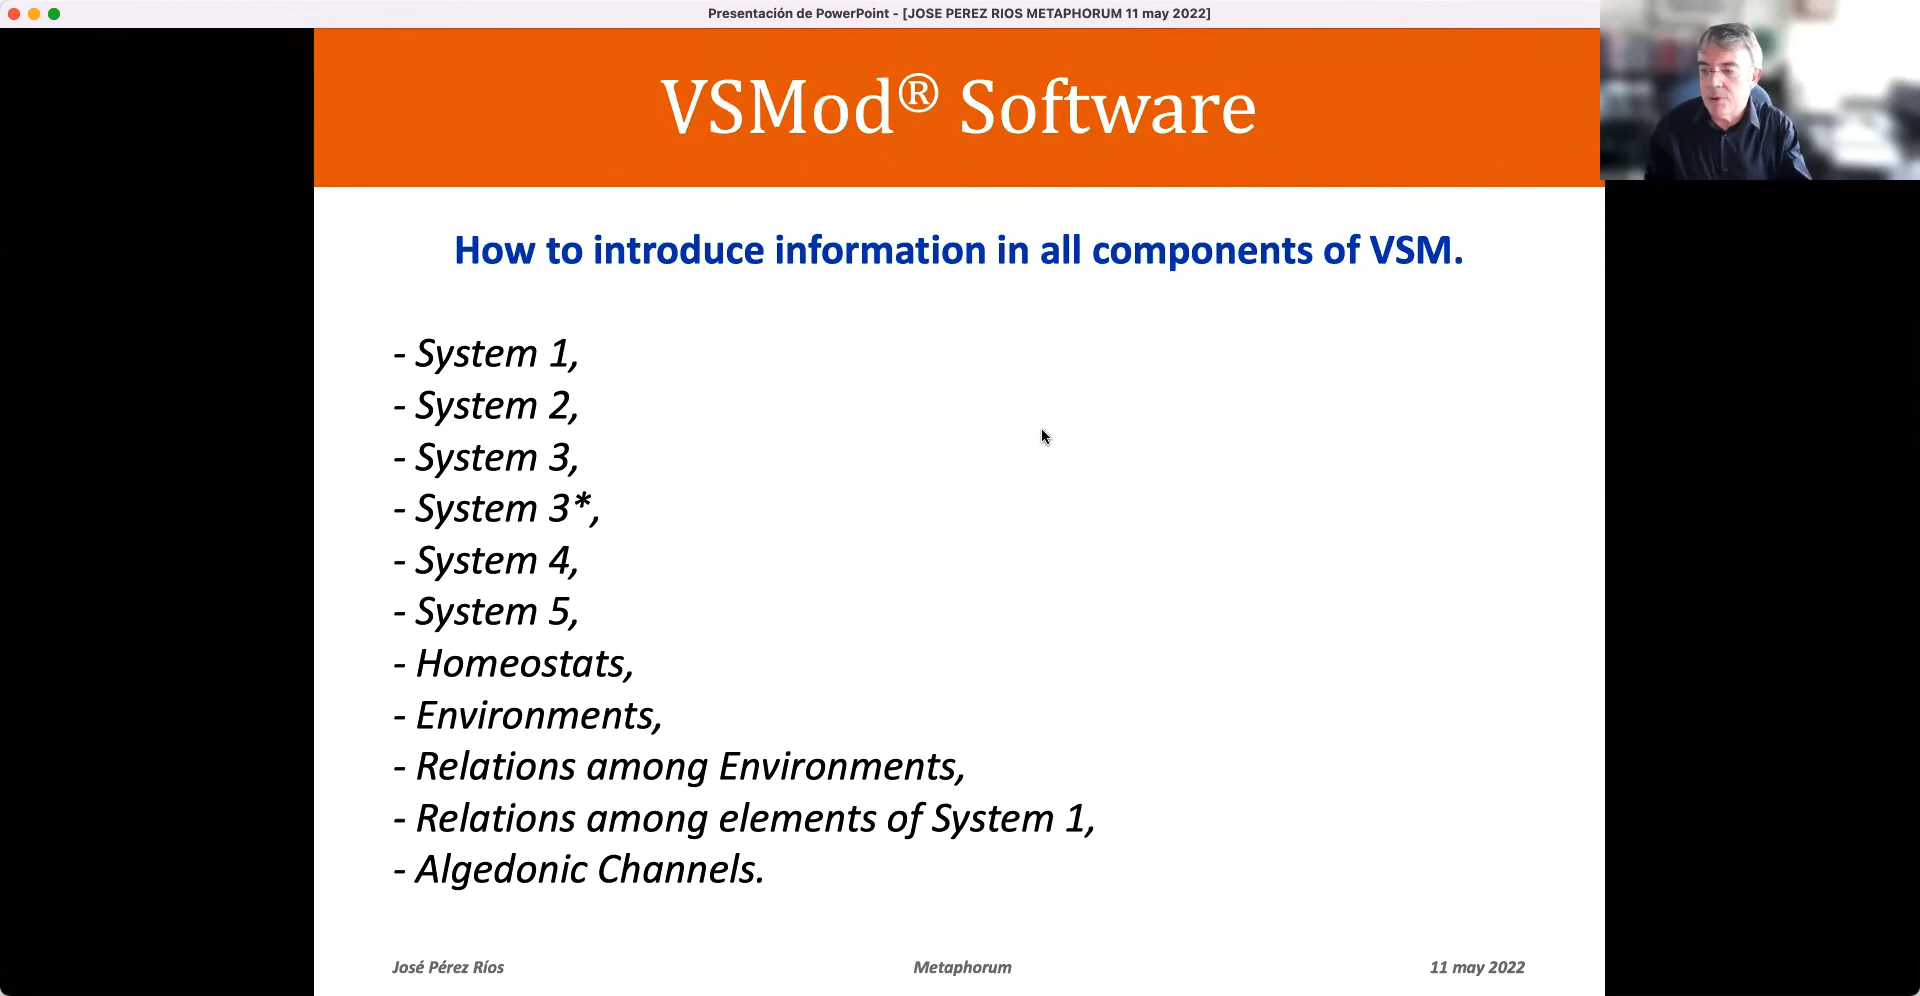 Presentación de PowerPoint - [JOSE PEREZ RIOS METAPHORUM 11 may 2022]
VSMod® Software
How to introduce information in all components of VSM.
- System 1,
- System 2,
- System 3,
- System 3*,
- System 4,
- System 5,
- Homeostats,
- Environments,
- Relations among Environments,
- Relations among elements of System 1,
- Algedonic Channels.
José Pérez Ríos Metaphorum 11 may 2022